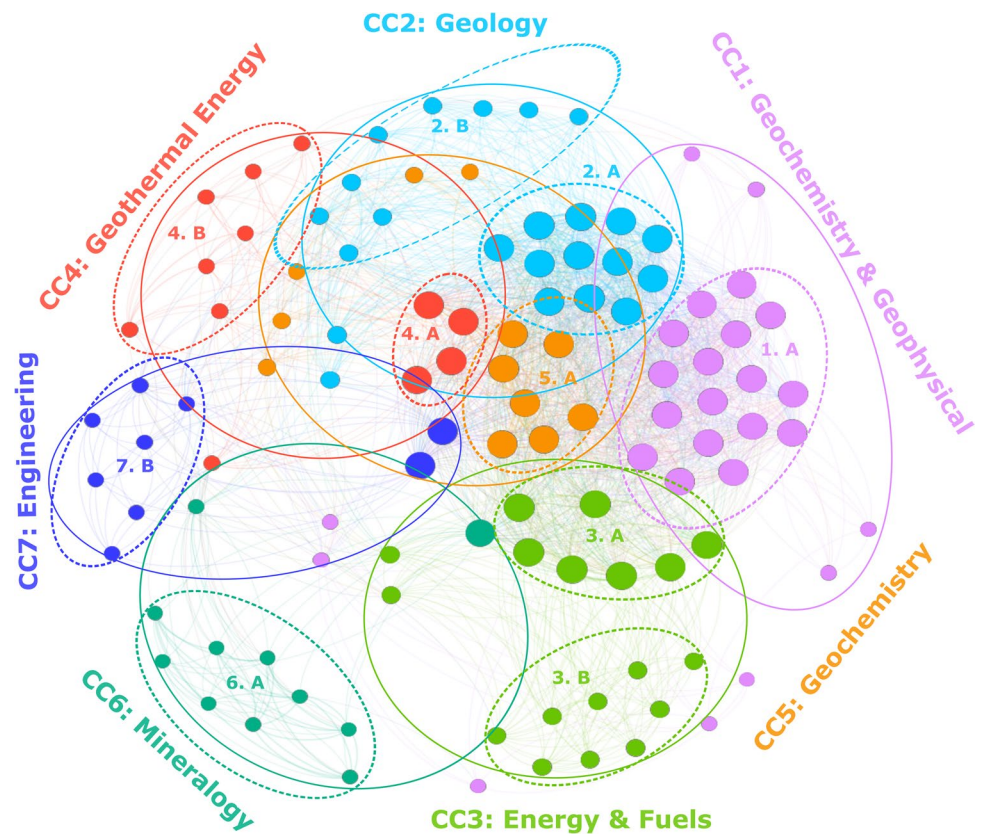 CC2: Geology
CC1: Geochemistry & Geophysical
CC4: Geothermal Energy
2. B
2. A
4. B
4. A
1. A
5. A
CC7: Engineering
7. B
3. A
CC5: Geochemistry
6. A
3. B
CC6: Mineralogy
CC3: Energy & Fuels